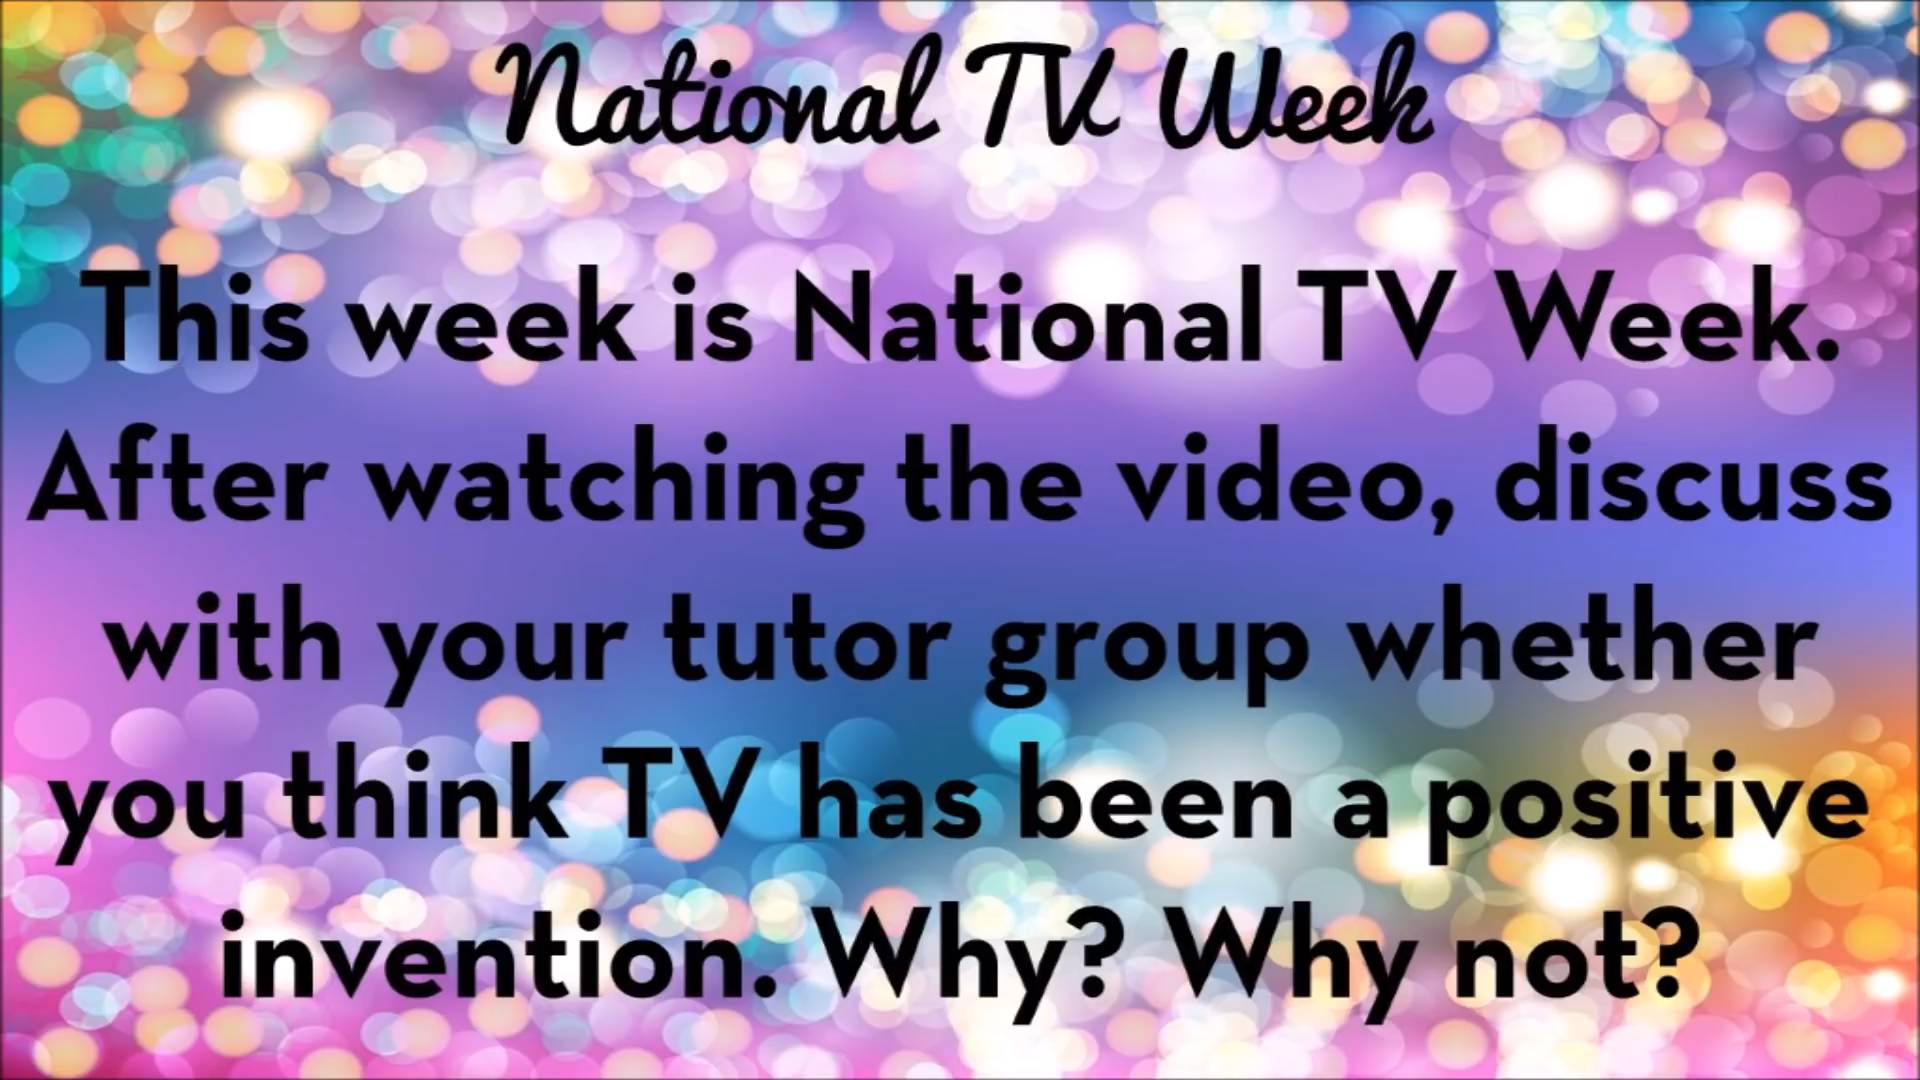 National TV Week
This week is National TV Week.
After watching the video, discuss
with your tutor group whether
you think TV has been a positive
invention. Why? Why not?